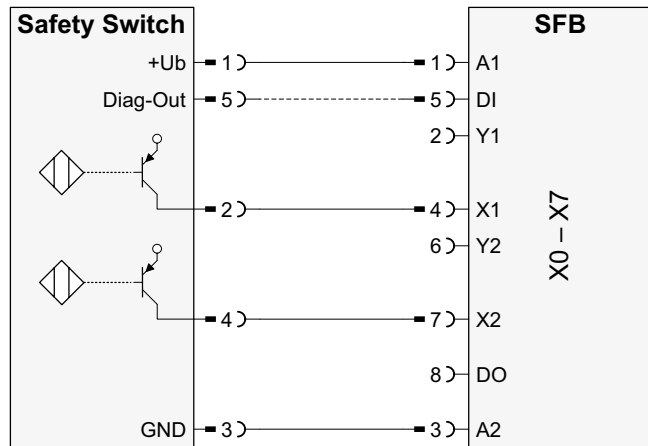 Safety Switch SFB
+Ub 1 1 A1
Diag-Out 5 5 DI
2 Y1
2 4 X1
6 Y2
X0 – X7
4 7 X2
8 DO
GND 3 3 A2